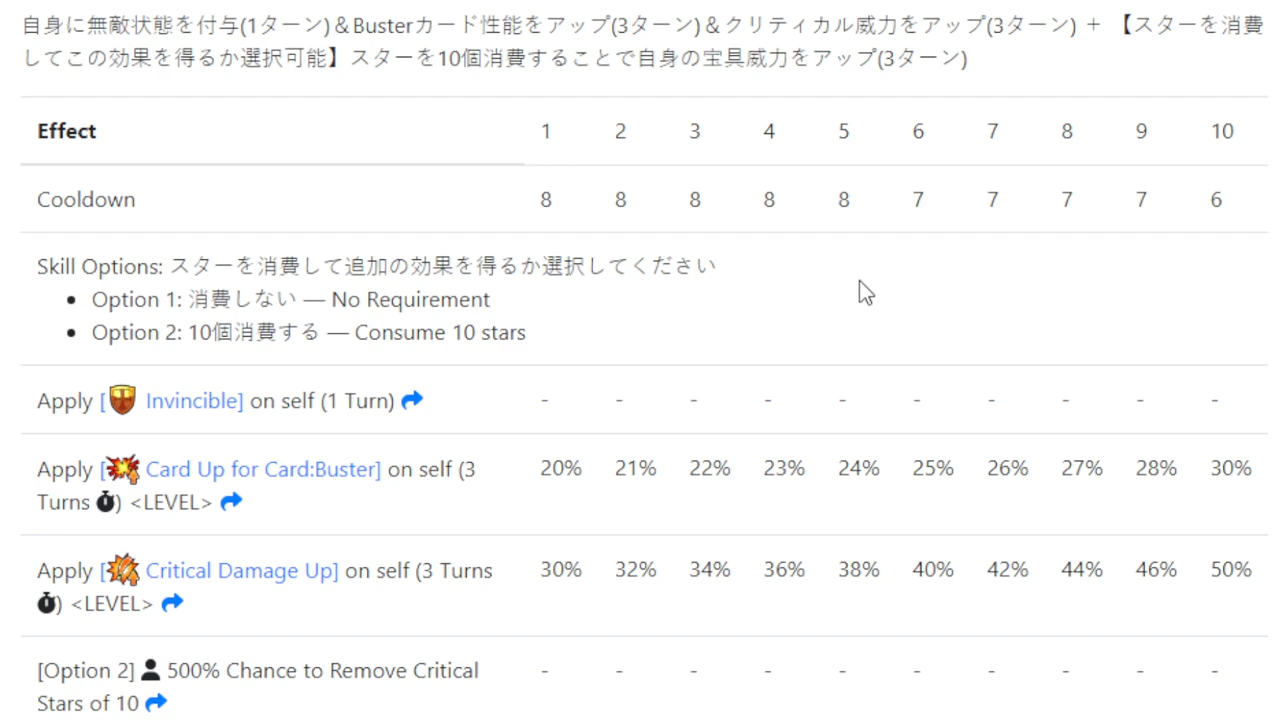 自身に無敵状態を付与(1ターン)＆Busterカード性能をアップ(3ターン)＆クリティカル威力をアップ(3ターン) ＋ 【スターを消費
してこの効果を得るか選択可能】スターを10個消費することで自身の宝具威力をアップ(3ターン)
Effect 1 2 3 4 5 6 7 8 9 10
Cooldown 8 8 8 8 8 7 7 7 7 6
Skill Options: スターを消費して追加の効果を得るか選択してください
• Option 1: 消費しない — No Requirement
• Option 2: 10個消費する — Consume 10 stars
Apply [Invincible] on self (1 Turn) - - - - - - - - - -
Apply [Card Up for Card:Buster] on self (3 20% 21% 22% 23% 24% 25% 26% 27% 28% 30%
Turns ) <LEVEL>
Apply [Critical Damage Up] on self (3 Turns 30% 32% 34% 36% 38% 40% 42% 44% 46% 50%
) <LEVEL>
[Option 2] 500% Chance to Remove Critical - - - - - - - - - -
Stars of 10